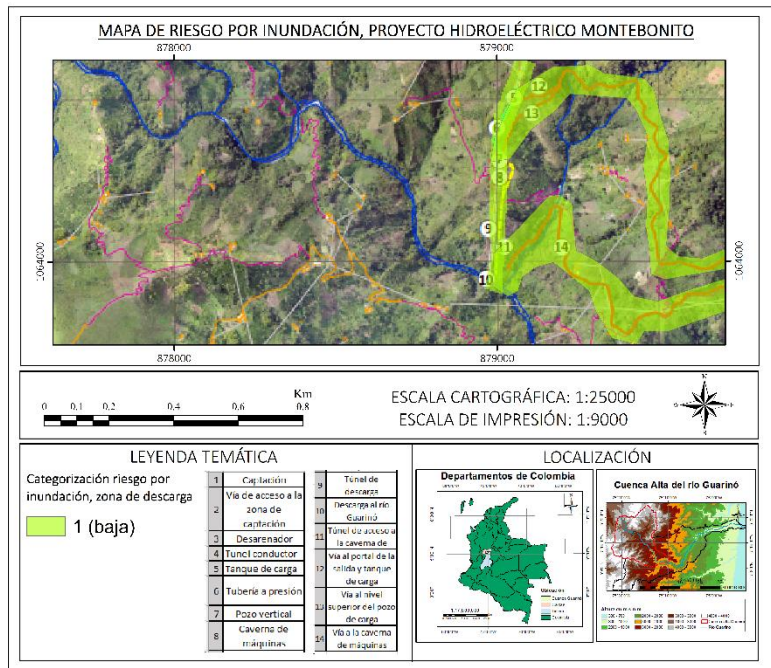 MAPA DE RIESGO POR INUNDACIÓN, PROYECTO HIDROELÉCTRICO MONTEBONITO
878000
879000
1064000
1064000
5
12
13
6
7
8
9
11
14
10
878000
879000
Km
0 0,1 0,2 0,4 0,6 0,8
ESCALA CARTOGRÁFICA: 1:25000
ESCALA DE IMPRESIÓN: 1:9000
LEYENDA TEMÁTICA
Categorización riesgo por
inundación, zona de descarga
1 (baja)
1 Captación
2 Vía de acceso a la
zona de
captación
3 Desarenador
4 Tunel conductor
5 Tanque de carga
6 Tubería a presión
7 Pozo vertical
8 Caverna de
máquinas
9 Túnel de
descarga
10 Descarga al río
Guarinó
11 Túnel de acceso
a la caverna de
12 Vía al portal de la
salida y tanque
de carga
13 Vía al nivel
superior del pozo
de carga
14 Vía a la caverna
de máquinas
LOCALIZACIÓN
Departamentos de Colombia
Cuenca Alta del río Guarinó